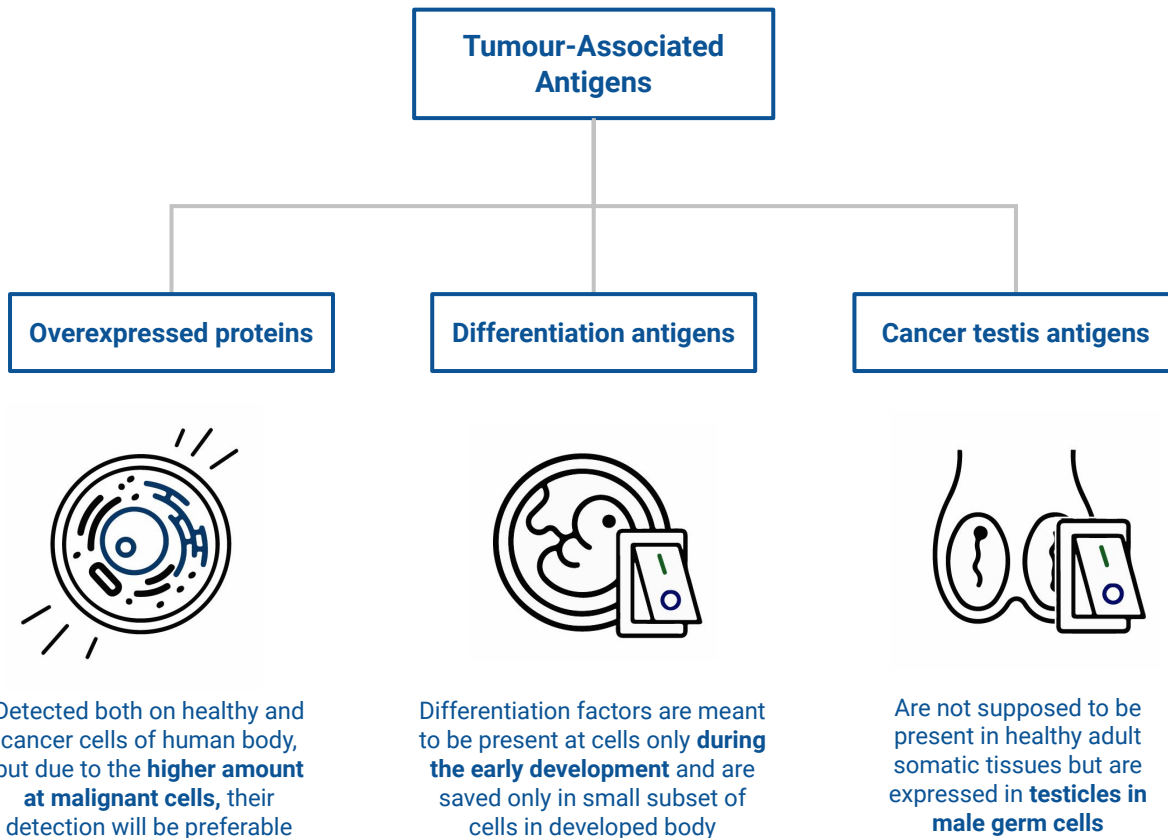 Tumour-Associated
Antigens
Overexpressed proteins
Differentiation antigens
Cancer testis antigens
Detected both on healthy and
cancer cells of human body,
but due to the higher amount
at malignant cells, their
detection will be preferable
Differentiation factors are meant
to be present at cells only during
the early development and are
saved only in small subset of
cells in developed body
Are not supposed to be
present in healthy adult
somatic tissues but are
expressed in testicles in
male germ cells